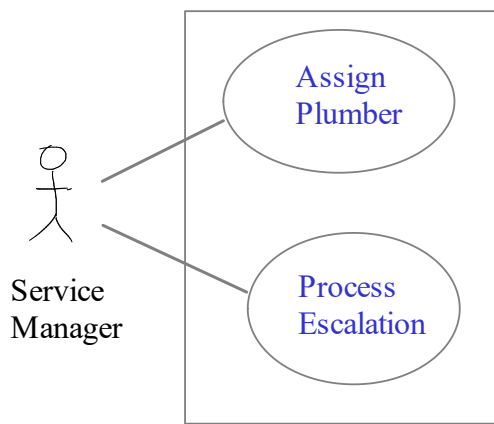 Assign
Plumber
Service
Manager
Process
Escalation